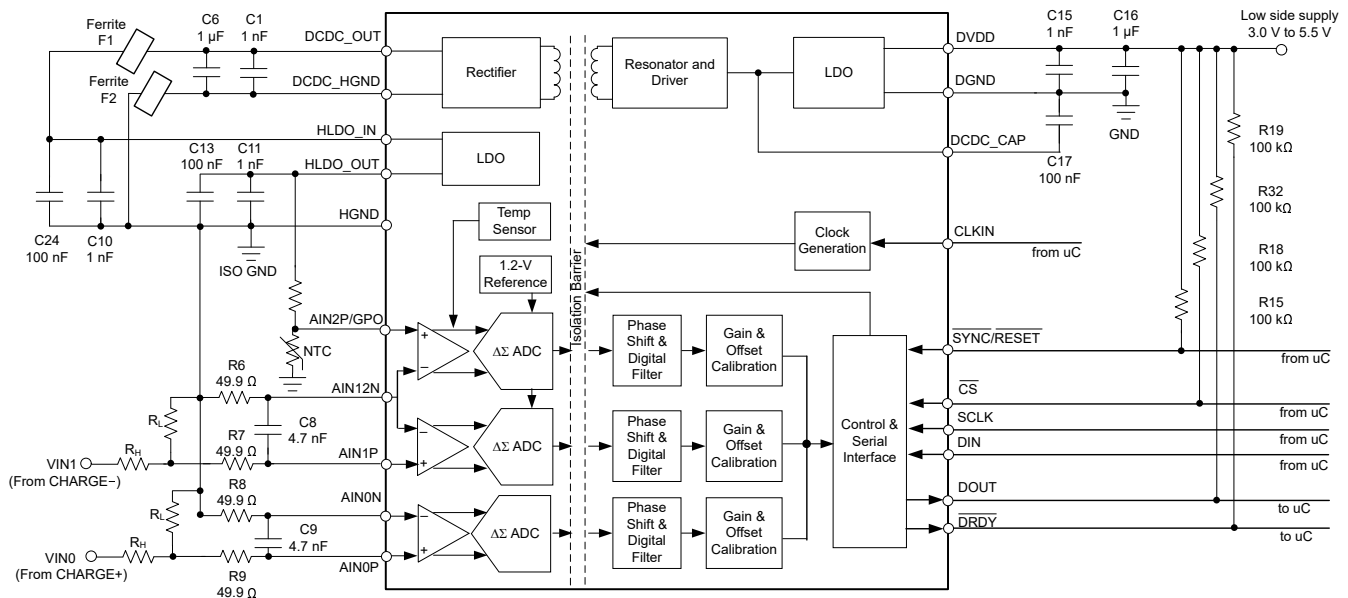 Ferrite
F1
C6
1 µF
C1
1 nF
DCDC_OUT
Ferrite
F2
DCDC_HGND
HLDO_IN
C13
100 nF
C11
1 nF
HLDO_OUT
HGND
C24
100 nF
C10
1 nF
ISO GND
AIN2P/GPO
NTC
R6
49.9 Ω
AIN12N
RL
C8
4.7 nF
R7
49.9 Ω
AIN1P
RH
VIN1
(From CHARGE−)
R8
49.9 Ω
AIN0N
RL
C9
4.7 nF
RH
VIN0
(From CHARGE+)
AIN0P
R9
49.9 Ω
Rectifier
LDO
Temp
Sensor
1.2-V
Reference
+
−
ΔΣ ADC
−
+
ΔΣ ADC
−
+
ΔΣ ADC
Isolation Barrier
Resonator and
Driver
LDO
Clock
Generation
Phase
Shift &
Digital
Filter
Gain &
Offset
Calibration
Phase
Shift &
Digital
Filter
Gain &
Offset
Calibration
Phase
Shift &
Digital
Filter
Gain &
Offset
Calibration
Control &
Serial
Interface
DVDD
C15
1 nF
C16
1 µF
Low side supply
3.0 V to 5.5 V
DGND
GND
DCDC_CAP
C17
100 nF
R19
100 kΩ
R32
100 kΩ
R18
100 kΩ
R15
100 kΩ
CLKIN
from uC
SYNC/RESET
from uC
CS
from uC
SCLK
from uC
DIN
from uC
DOUT
to uC
DRDY
to uC